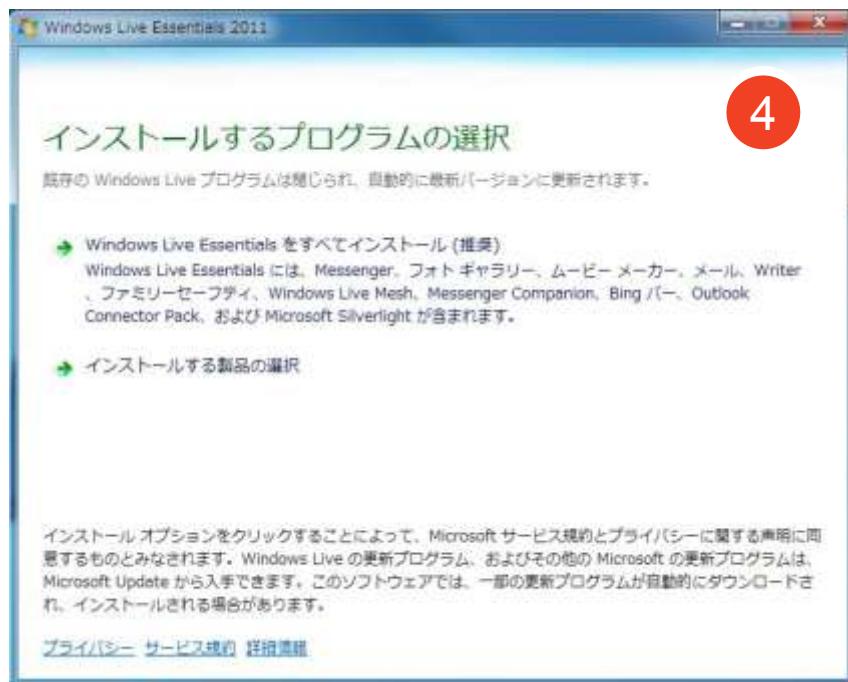 Windows Live Essentials 2011
4
インストールするプログラムの選択
既存の Windows Live プログラムは閉じられ、自動的に最新バージョンに更新されます。
Windows Live Essentials をすべてインストール (推奨)
Windows Live Essentials には、Messenger、フォト ギャラリー、ムービー メーカー、メール、Writer
、ファミリーセーフティ、Windows Live Mesh、Messenger Companion、Bing バー、Outlook
Connector Pack、および Microsoft Silverlight が含まれます。
インストールする製品の選択
インストール オプションをクリックすることによって、Microsoft サービス規約とプライバシーに関する声明に同
意するものとみなされます。Windows Live の更新プログラム、およびその他の Microsoft の更新プログラムは、
Microsoft Update から入手できます。このソフトウェアでは、一部の更新プログラムが自動的にダウンロードさ
れ、インストールされる場合があります。
プライバシー サービス規約 詳細情報